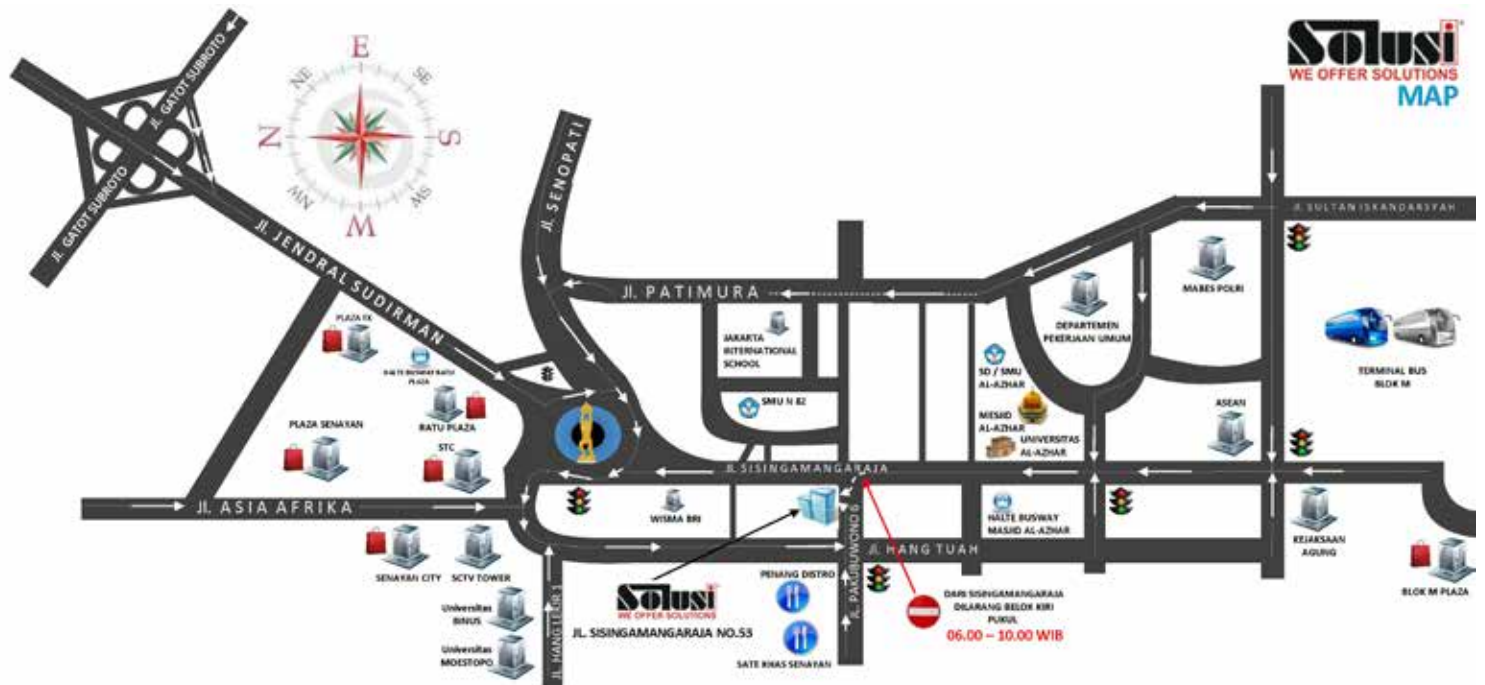 Solusi
WE OFFER SOLUTIONS
MAP
JL. GATOT SUBROTO
JL. GATOT SUBROTO
E
SE
S
SW
W
NW
N
NE
JL. SENOPATI
JL. SULTAN ISKANDARSYAH
JL. JENDRAL SUDIRMAN
JL. PATIMURA
MABES POLRI
DEPARTEMEN
PEKERJAAN UMUM
JAKARTA
INTERNATIONAL
SCHOOL
PLAZA FX
HALTE BUSWAY RATU
PLAZA
RATU PLAZA
PLAZA SENAYAN
STC
SMU N 82
SD / SMU
AL-AZHAR
MESJID
AL-AZHAR
UNIVERSITAS
AL-AZHAR
ASEAN
TERMINAL BUS
BLOK M
JL. SISINGAMANGARAJA
JL. ASIA AFRIKA
WISMA BRI
HALTE BUSWAY
MASJID AL-AZHAR
KEJAKSAAN
AGUNG
JL. HANG TUAH
JL. PAKUBUWONO 6
SENAYAN CITY
SCTV TOWER
BLOK M PLAZA
Universitas
BINUS
Universitas
MOESTOPO
JL. HANG LEKIR 1
Solusi
WE OFFER SOLUTIONS
JL. SISINGAMANGARAJA NO.53
PENANG DISTRO
SATE KHAS SENAYAN
DARI SISINGAMANGARAJA
DILARANG BELOK KIRI
PUKUL
06.00 – 10.00 WIB